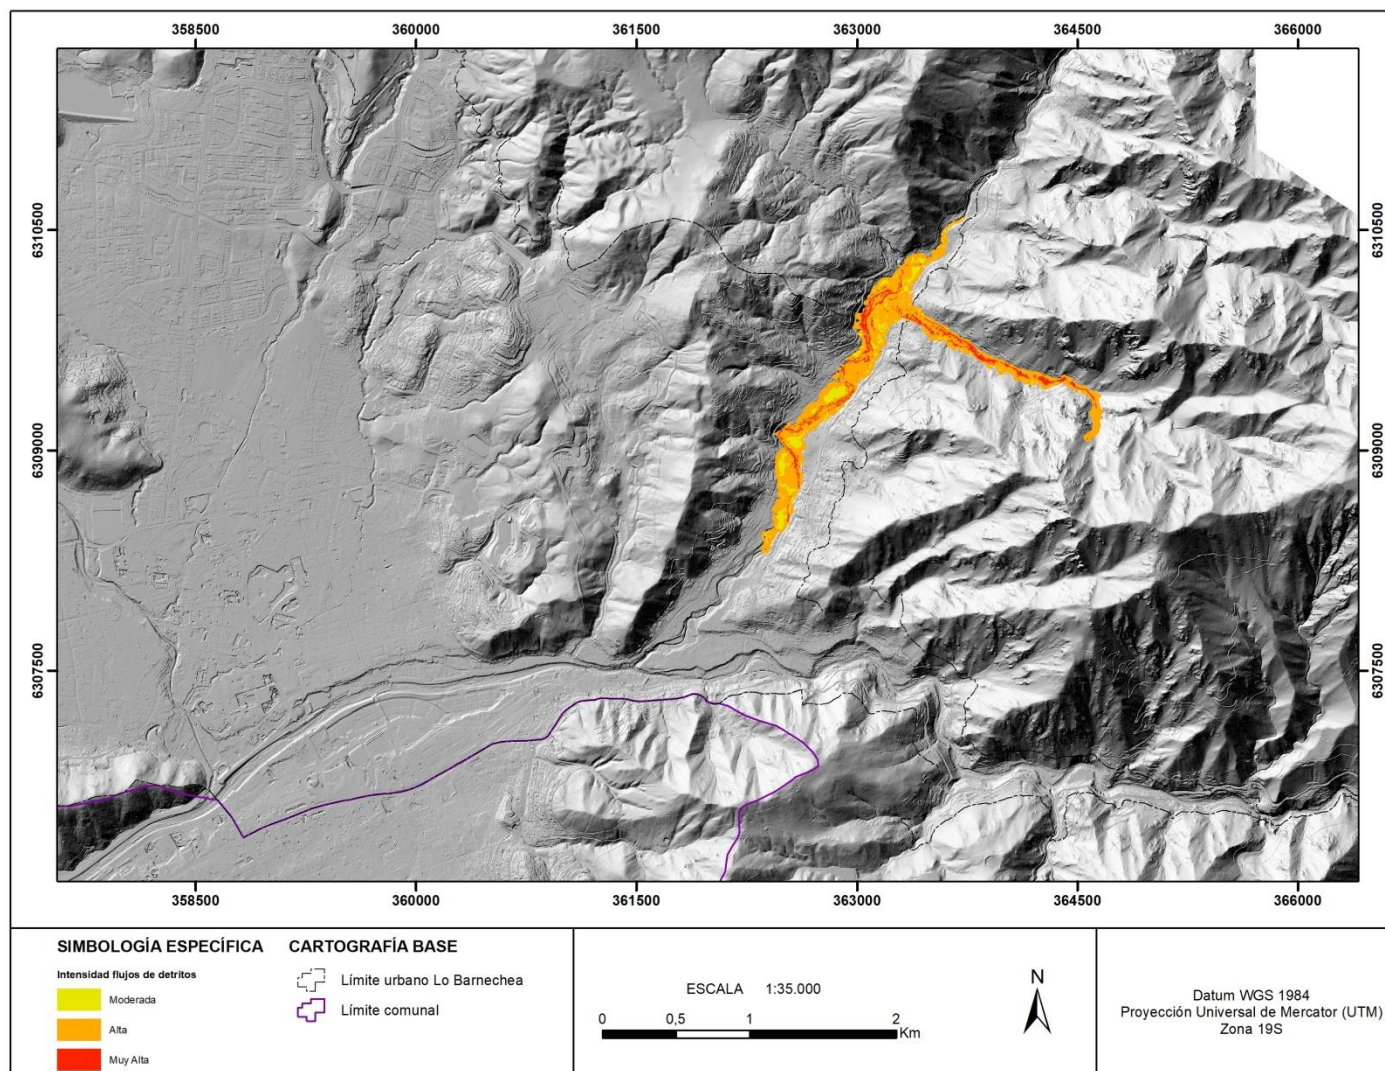 358500 360000 361500 363000 364500 366000
6310500 6310500
6309000 6309000
6307500 6307500
358500 360000 361500 363000 364500 366000
SIMBOLOGÍA ESPECÍFICA
Intensidad flujos de detritos
Moderada
Alta
Muy Alta
CARTOGRAFÍA BASE
Límite urbano Lo Barnechea
Límite comunal
ESCALA 1:35.000
0 0,5 1 2
Km
N
Datum WGS 1984
Proyección Universal de Mercator (UTM)
Zona 19S